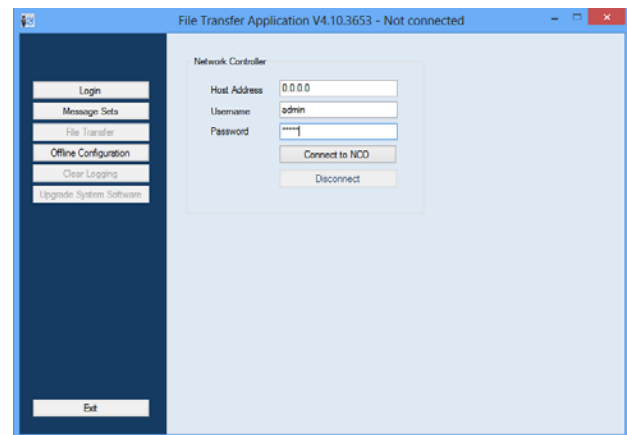 File Transfer Application V4.10.3653 - Not connected
Network Controller
Login
Host Address 0.0.0.0
Message Sets
Username admin
File Transfer
Password *****
Offline Configuration
Connect to NCO
Clear Logging
Disconnect
Upgrade System Software
Exit